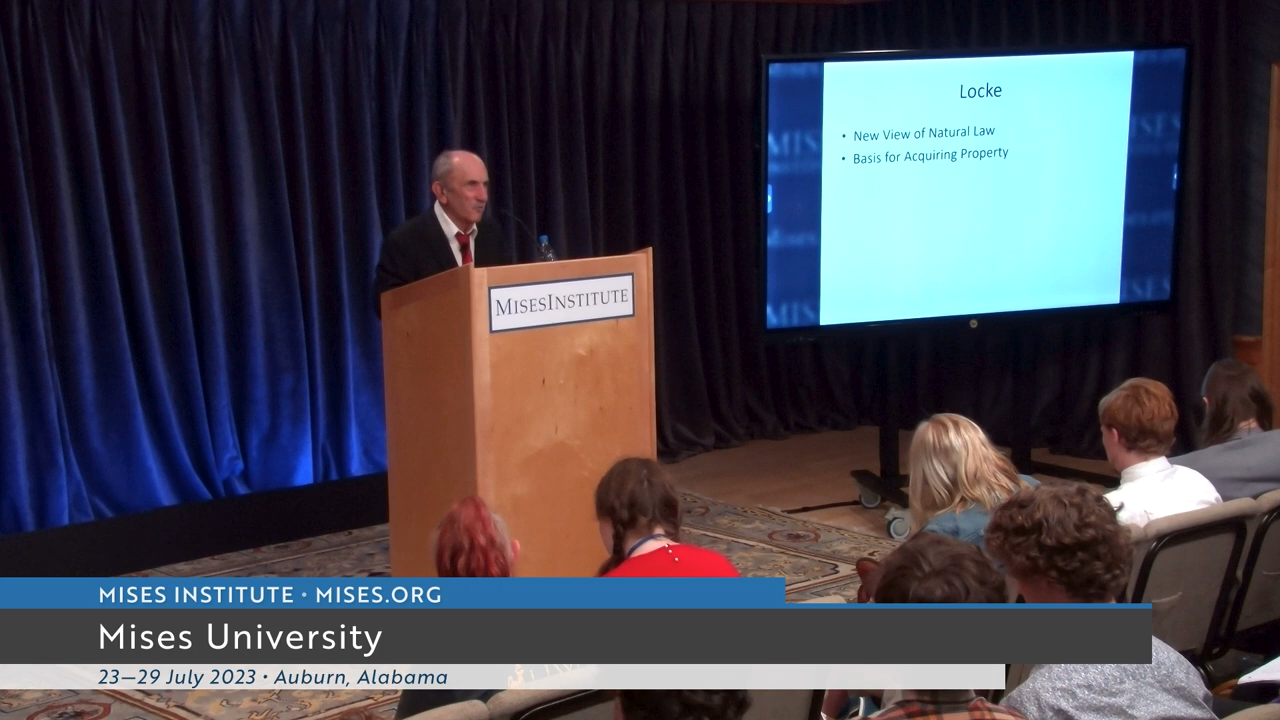 Locke
• New View of Natural Law
• Basis for Acquiring Property
MISESINSTITUTE
MISES INSTITUTE • MISES.ORG
Mises University
23—29 July 2023 • Auburn, Alabama